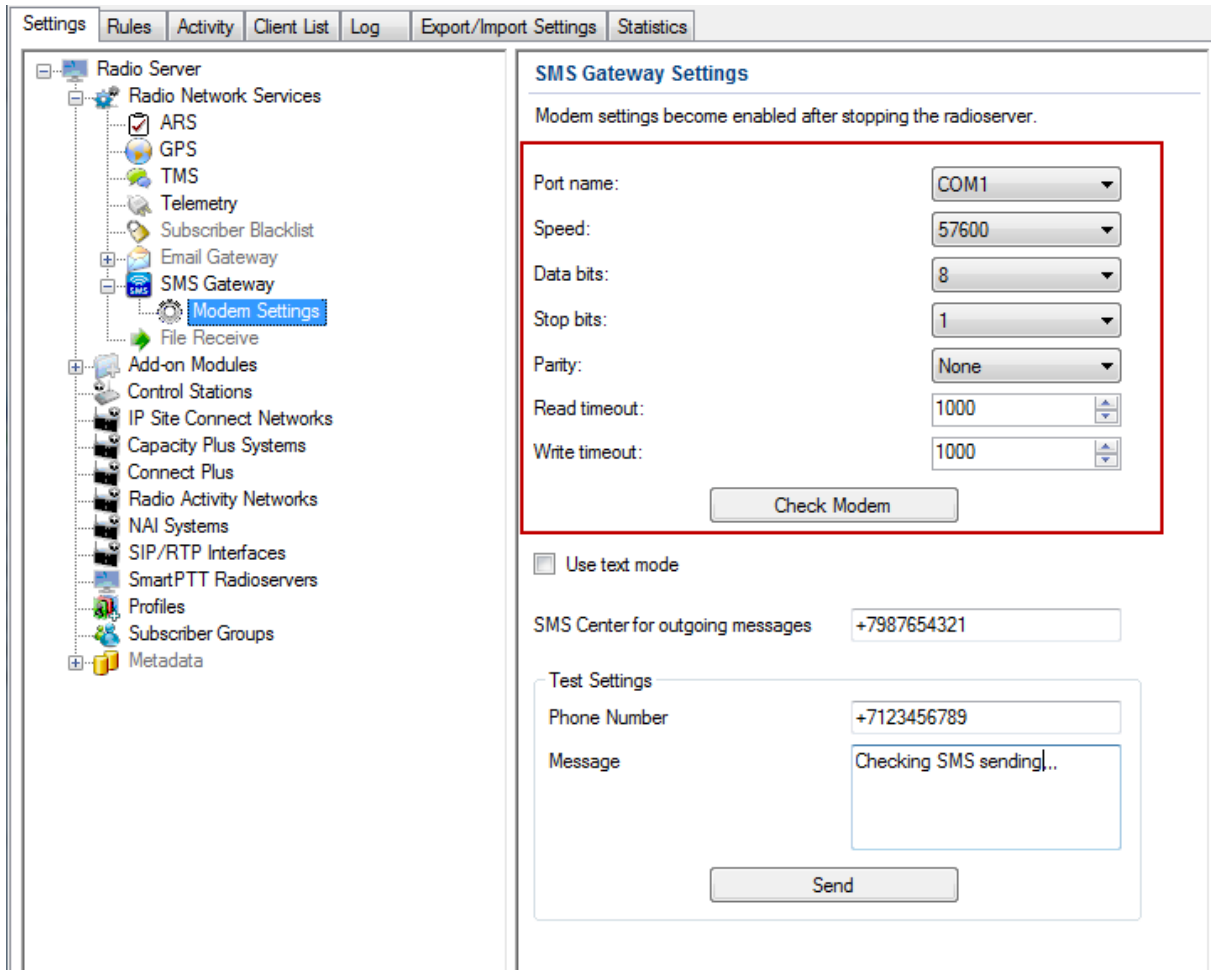 Settings Rules Activity Client List Log Export/Import Settings Statistics
Radio Server
Radio Network Services
ARS
GPS
TMS
Telemetry
Subscriber Blacklist
Email Gateway
SMS SMS Gateway
Modem Settings
File Receive
Add-on Modules
Control Stations
IP Site Connect Networks
Capacity Plus Systems
Connect Plus
Radio Activity Networks
NAI Systems
SIP/RTP Interfaces
SmartPTT Radioservers
Profiles
Subscriber Groups
Metadata
SMS Gateway Settings
Modem settings become enabled after stopping the radioserver.
Port name: COM1
Speed: 57600
Data bits: 8
Stop bits: 1
Parity: None
Read timeout: 1000
Write timeout: 1000
Check Modem
Use text mode
SMS Center for outgoing messages +7987654321
Test Settings
Phone Number +7123456789
Message Checking SMS sending...
Send